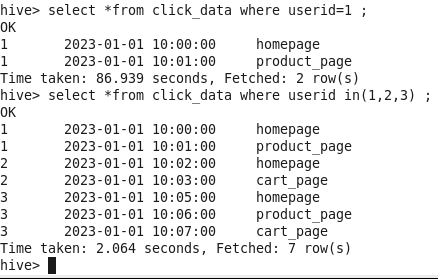 hive> select *from click_data where userid=1 ;
OK
1       2023-01-01 10:00:00     homepage
1       2023-01-01 10:01:00     product_page
Time taken: 86.939 seconds, Fetched: 2 row(s)
hive> select *from click_data where userid in(1,2,3) ;
OK
1       2023-01-01 10:00:00     homepage
1       2023-01-01 10:01:00     product_page
2       2023-01-01 10:02:00     homepage
2       2023-01-01 10:03:00     cart_page
3       2023-01-01 10:05:00     homepage
3       2023-01-01 10:06:00     product_page
3       2023-01-01 10:07:00     cart_page
Time taken: 2.064 seconds, Fetched: 7 row(s)
hive>